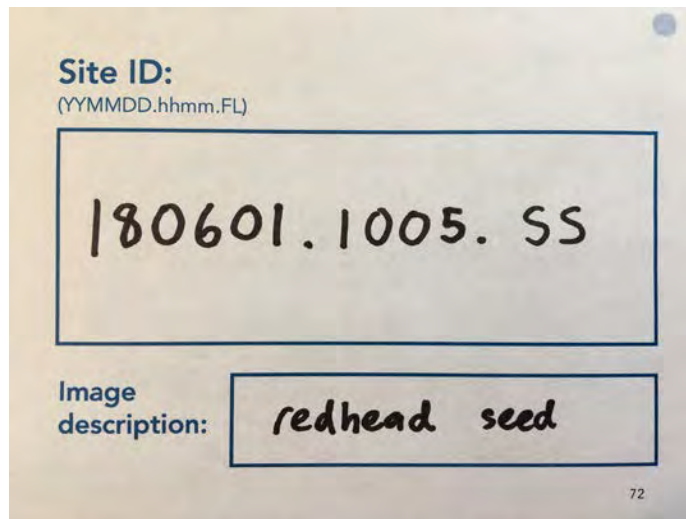 Site ID:
(YYMMDD.hhmm.FL)
180601.1005. SS
Image
description:
redhead seed
72